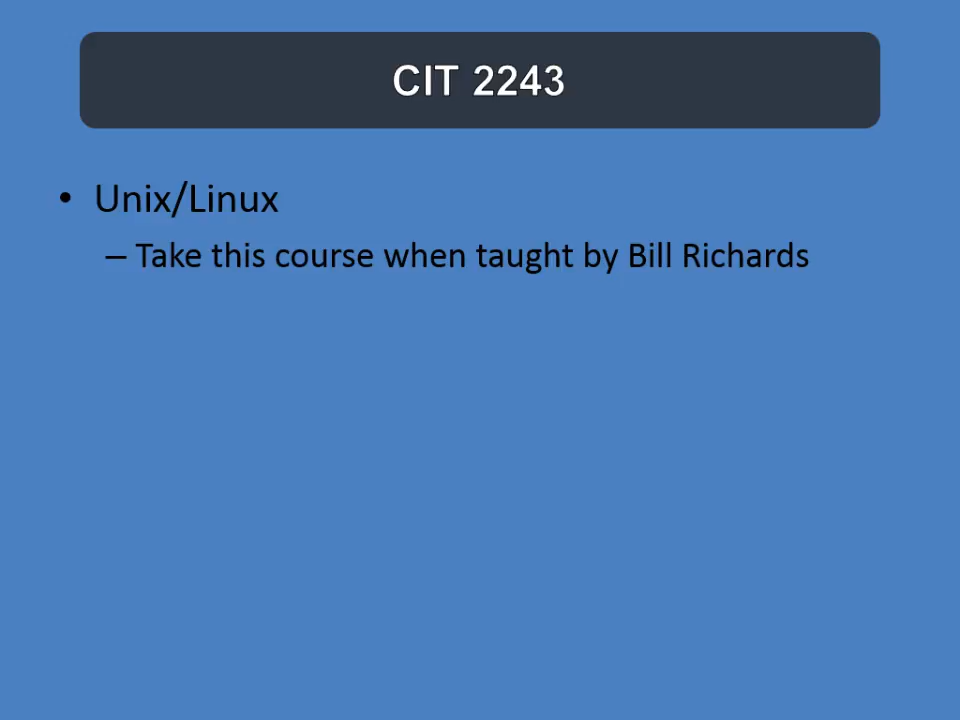 CIT 2243
• Unix/Linux
– Take this course when taught by Bill Richards